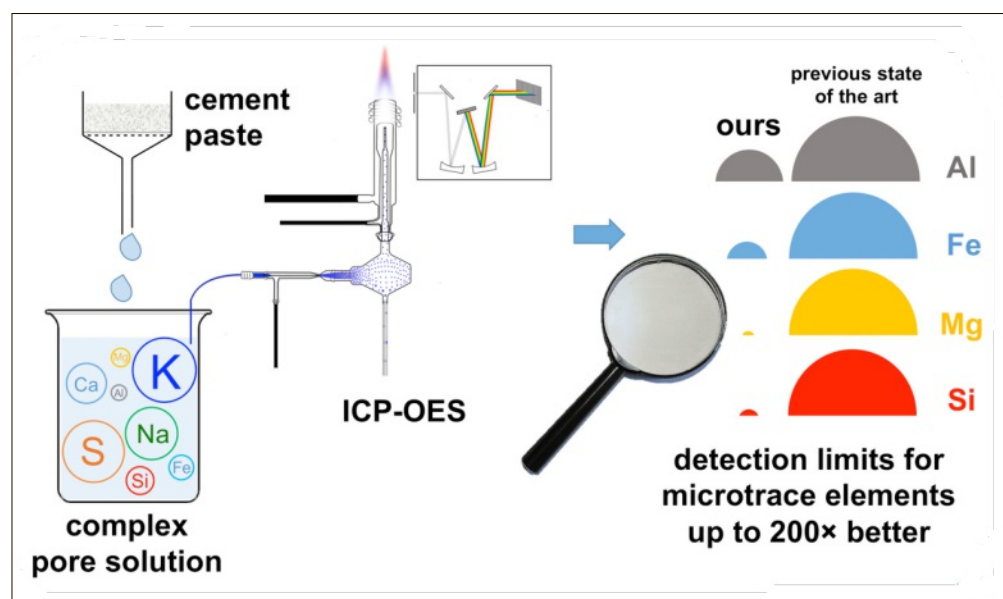 cement
paste
K
Mg
Ca
Al
Na
S
Fe
Si
complex
pore solution
ICP-OES
previous state
of the art
ours
Al
Fe
Mg
Si
detection limits for
microtrace elements
up to 200× better